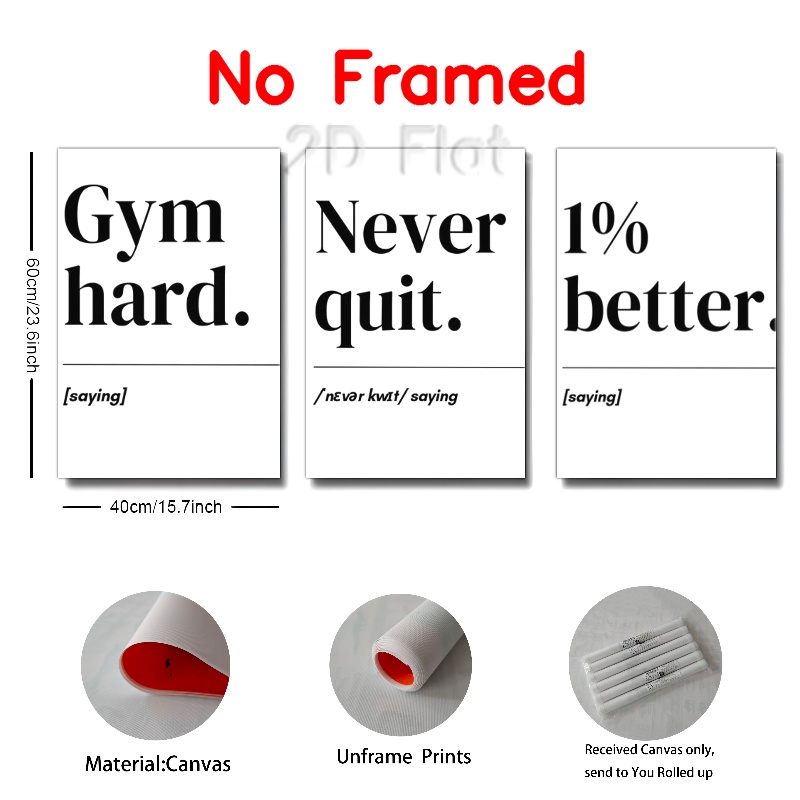 No Framed
2D Flat
Gym
hard.
[saying]
Never
quit.
/ˈnɛvər kwɪt/ saying
1%
better.
[saying]
60cm/23.6inch
40cm/15.7inch
Material:Canvas
Unframe Prints
Received Canvas only,
send to You Rolled up